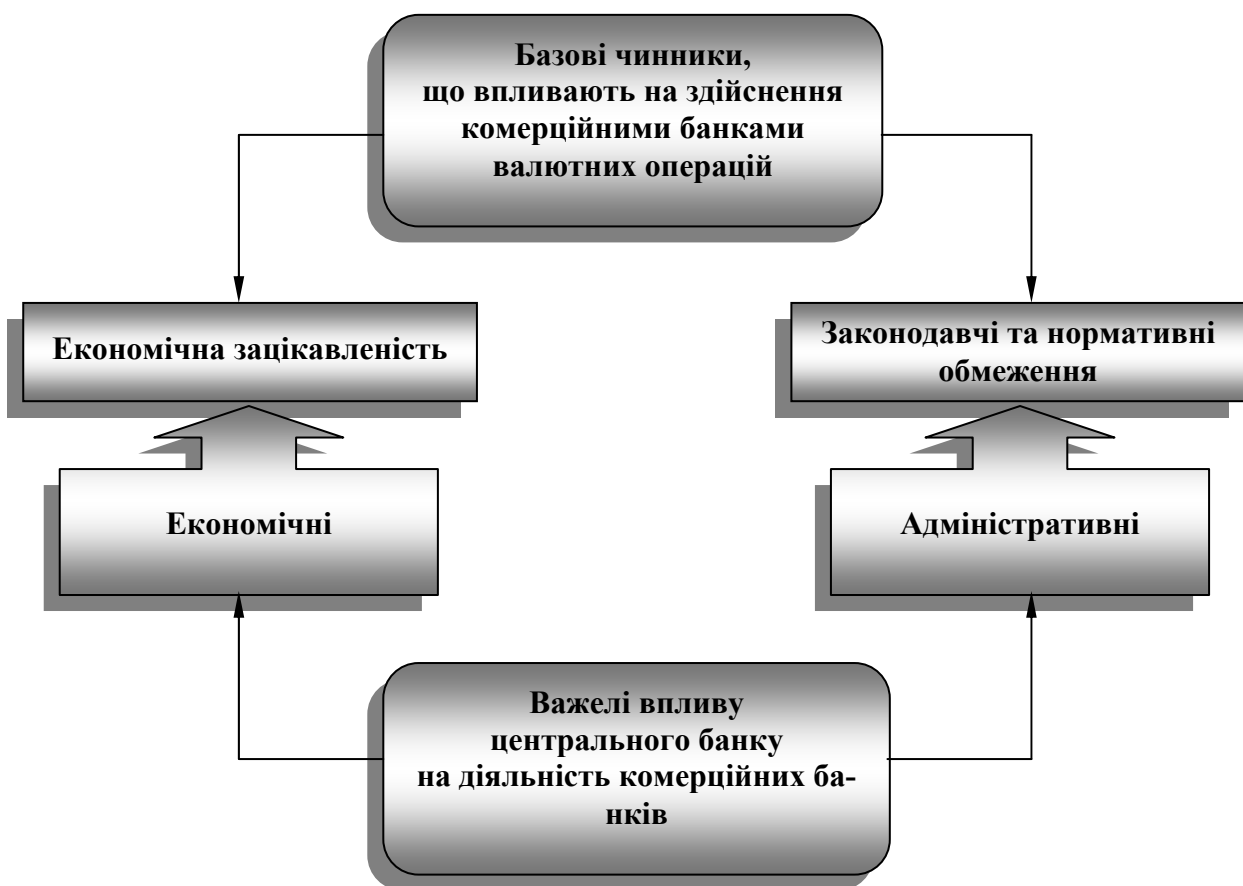 Базові чинники,
що впливають на здійснення
комерційними банками
валютних операцій
Економічна зацікавленість
Законодавчі та нормативні
обмеження
Економічні
Адміністративні
Важелі впливу
центрального банку
на діяльність комерційних ба-
нків